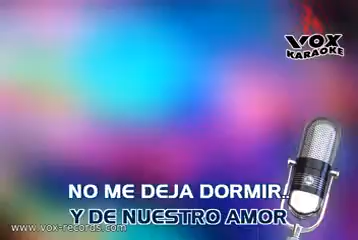 VOX
KARAOKE
NO ME DEJA DORMIR.
Y DE NUESTRO AMOR
www.vox-records.com